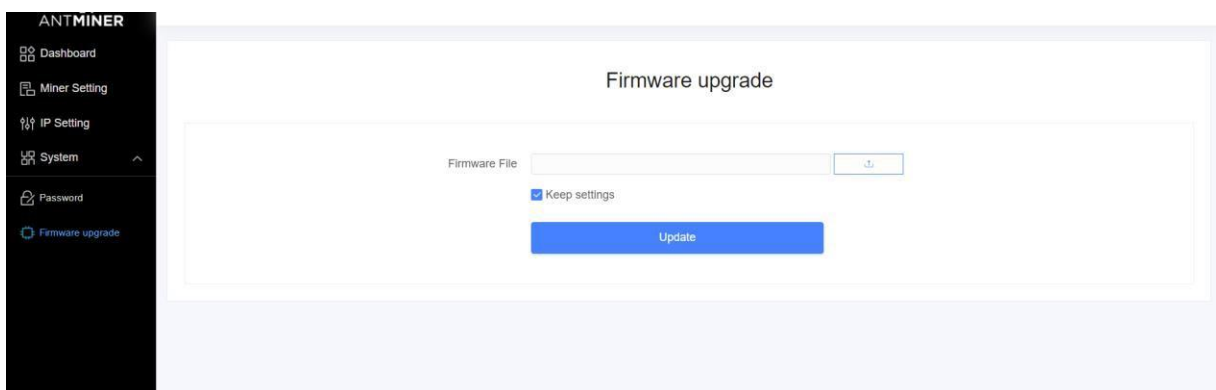 ANTMINER
Dashboard
Miner Setting
IP Setting
System
Password
Firmware upgrade
Firmware upgrade
Firmware File
Keep settings
Update